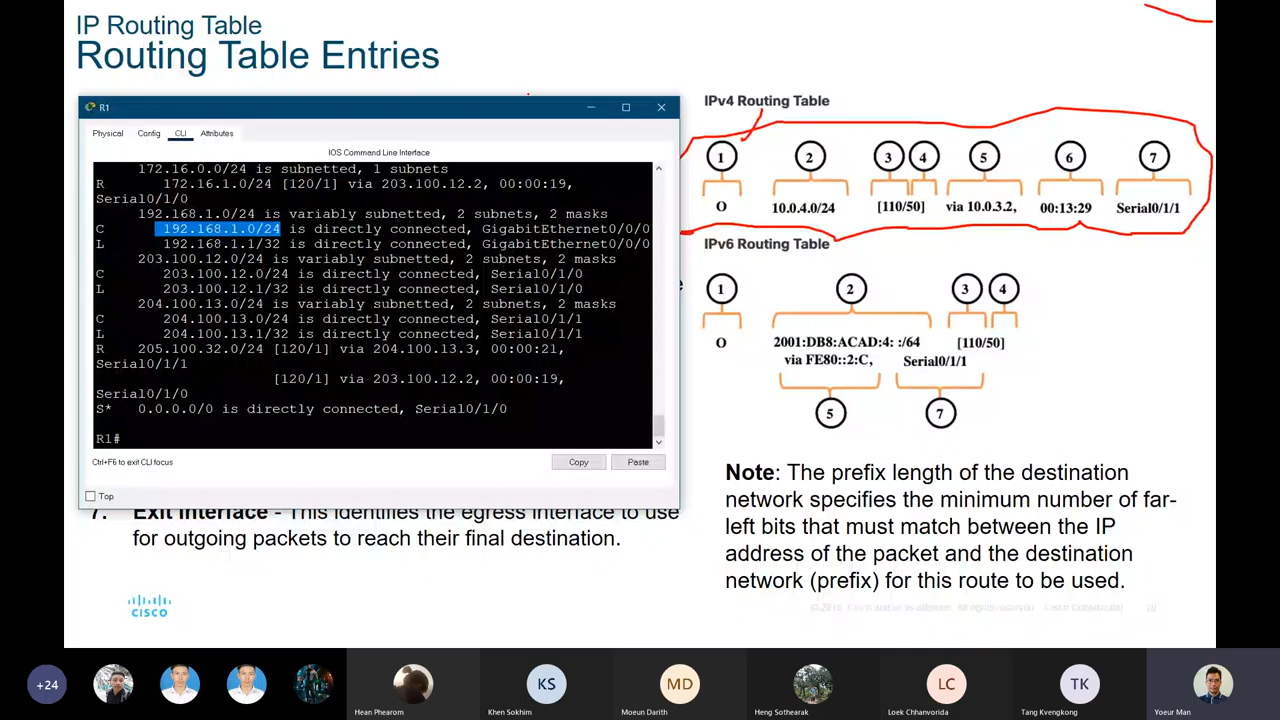 IP Routing Table
Routing Table Entries
R1
Physical Config CLI Attributes
IOS Command Line Interface
172.16.0.0/24 is subnetted, 1 subnets
R 172.16.1.0/24 [120/1] via 203.100.12.2, 00:00:19,
Serial0/1/0
192.168.1.0/24 is variably subnetted, 2 subnets, 2 masks
C 192.168.1.0/24 is directly connected, GigabitEthernet0/0/0
L 192.168.1.1/32 is directly connected, GigabitEthernet0/0/0
203.100.12.0/24 is variably subnetted, 2 subnets, 2 masks
C 203.100.12.0/24 is directly connected, Serial0/1/0
L 203.100.12.1/32 is directly connected, Serial0/1/0
204.100.13.0/24 is variably subnetted, 2 subnets, 2 masks
C 204.100.13.0/24 is directly connected, Serial0/1/1
L 204.100.13.1/32 is directly connected, Serial0/1/1
R 205.100.32.0/24 [120/1] via 204.100.13.3, 00:00:21,
Serial0/1/1
[120/1] via 203.100.12.2, 00:00:19,
Serial0/1/0
S* 0.0.0.0/0 is directly connected, Serial0/1/0
R1#
Ctrl+F6 to exit CLI focus
Copy Paste
Top
7. Exit Interface - This identifies the egress interface to use
for outgoing packets to reach their final destination.
IPv4 Routing Table
1 2 3 4 5 6 7
O 10.0.4.0/24 [110/50] via 10.0.3.2, 00:13:29 Serial0/1/1
IPv6 Routing Table
1 2 3 4
O 2001:DB8:ACAD:4: :/64 [110/50]
via FE80::2:C, Serial0/1/1
5 7
Note: The prefix length of the destination
network specifies the minimum number of far-
left bits that must match between the IP
address of the packet and the destination
network (prefix) for this route to be used.
CISCO
+24
Hean Phearom
KS
Khen Sokhim
MD
Moeun Darith
Heng Sothearak
LC
Loek Chhanvorida
TK
Tang Kvengkong
Yoeur Man